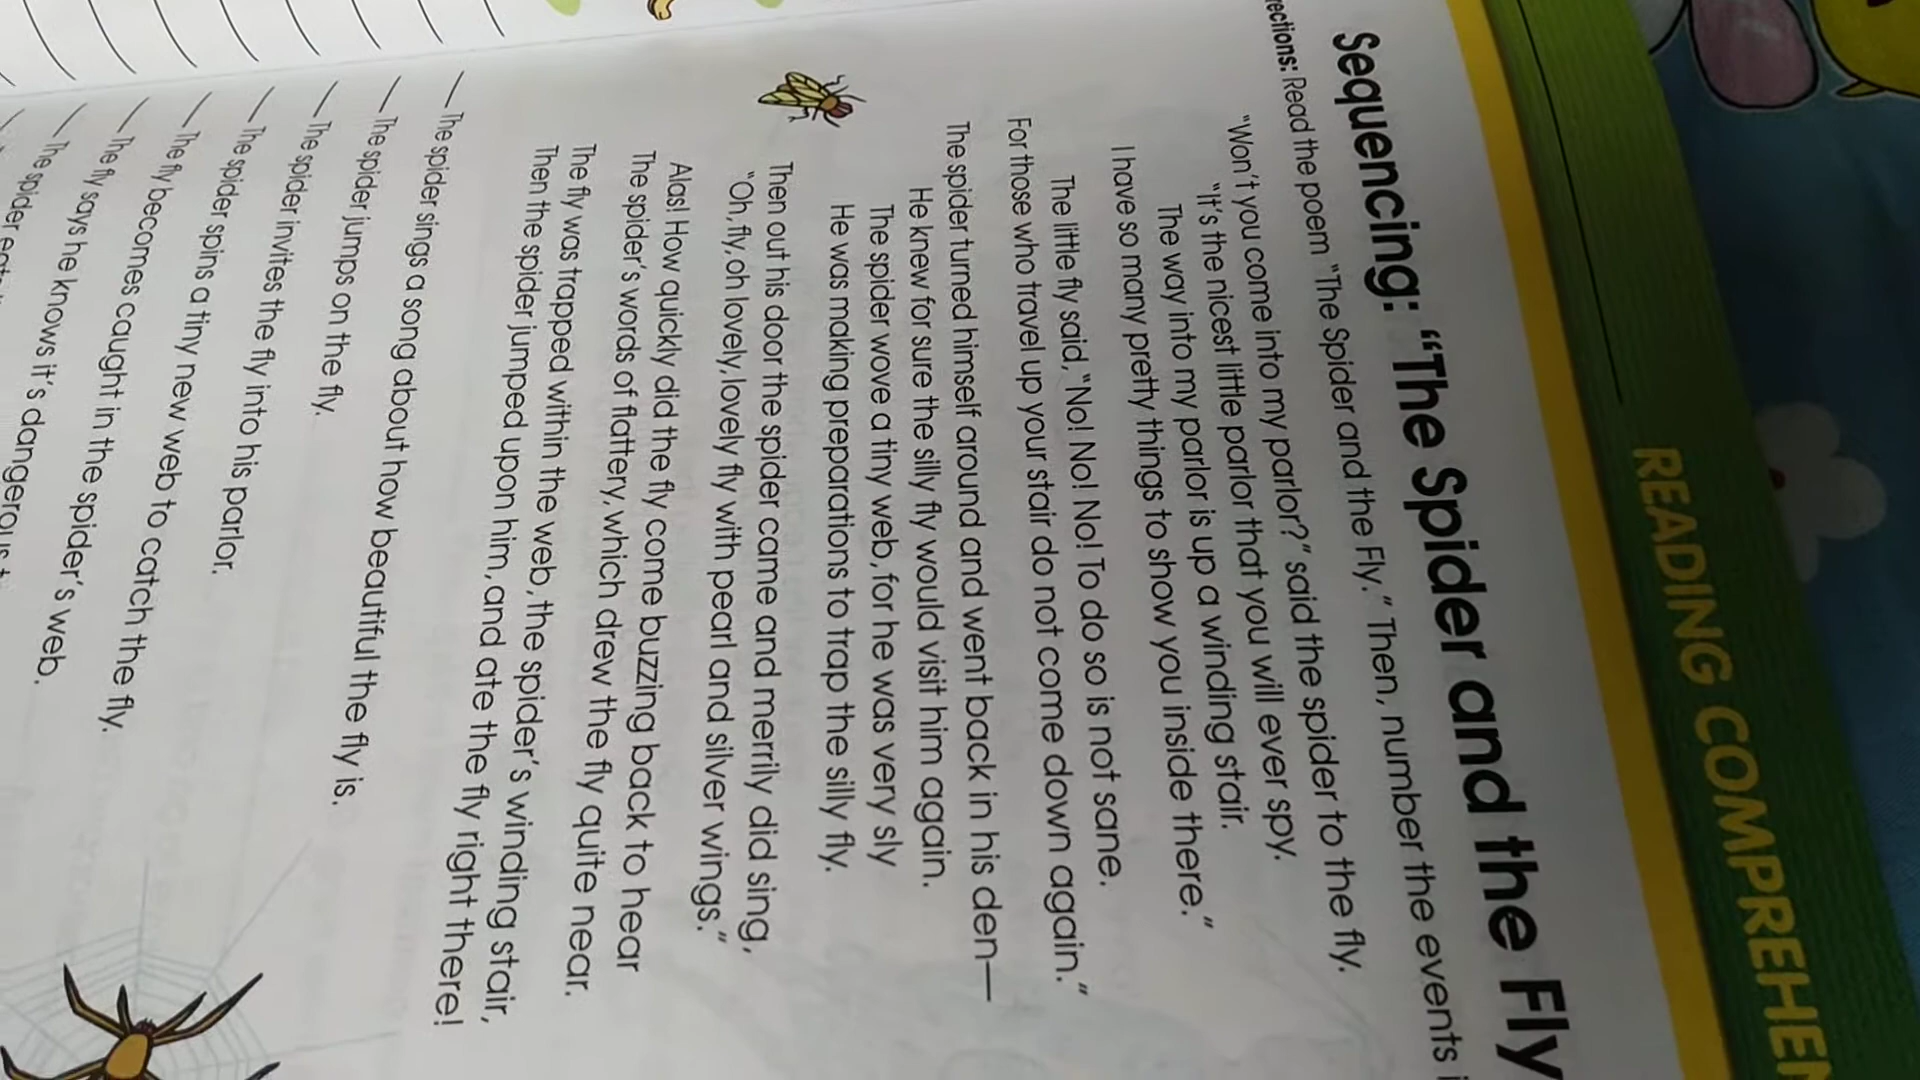 READING COMPREHEN
Sequencing: "The Spider and the Fly
rections: Read the poem "The Spider and the Fly." Then, number the events i
"Won't you come into my parlor?" said the spider to the fly.
"It's the nicest little parlor that you will ever spy.
The way into my parlor is up a winding stair.
I have so many pretty things to show you inside there."
The little fly said, "No! No! No! To do so is not sane.
For those who travel up your stair do not come down again."
The spider turned himself around and went back in his den—
He knew for sure the silly fly would visit him again.
The spider wove a tiny web, for he was very sly
He was making preparations to trap the silly fly.
Then out his door the spider came and merrily did sing,
"Oh, fly, oh lovely, lovely fly with pearl and silver wings."
Alas! How quickly did the fly come buzzing back to hear
The spider's words of flattery, which drew the fly quite near.
The fly was trapped within the web, the spider's winding stair,
Then the spider jumped upon him, and ate the fly right there!
The spider sings a song about how beautiful the fly is.
The spider jumps on the fly.
The spider invites the fly into his parlor.
The spider spins a tiny new web to catch the fly.
The fly becomes caught in the spider's web.
The fly says he knows it's dangerous t
The spider